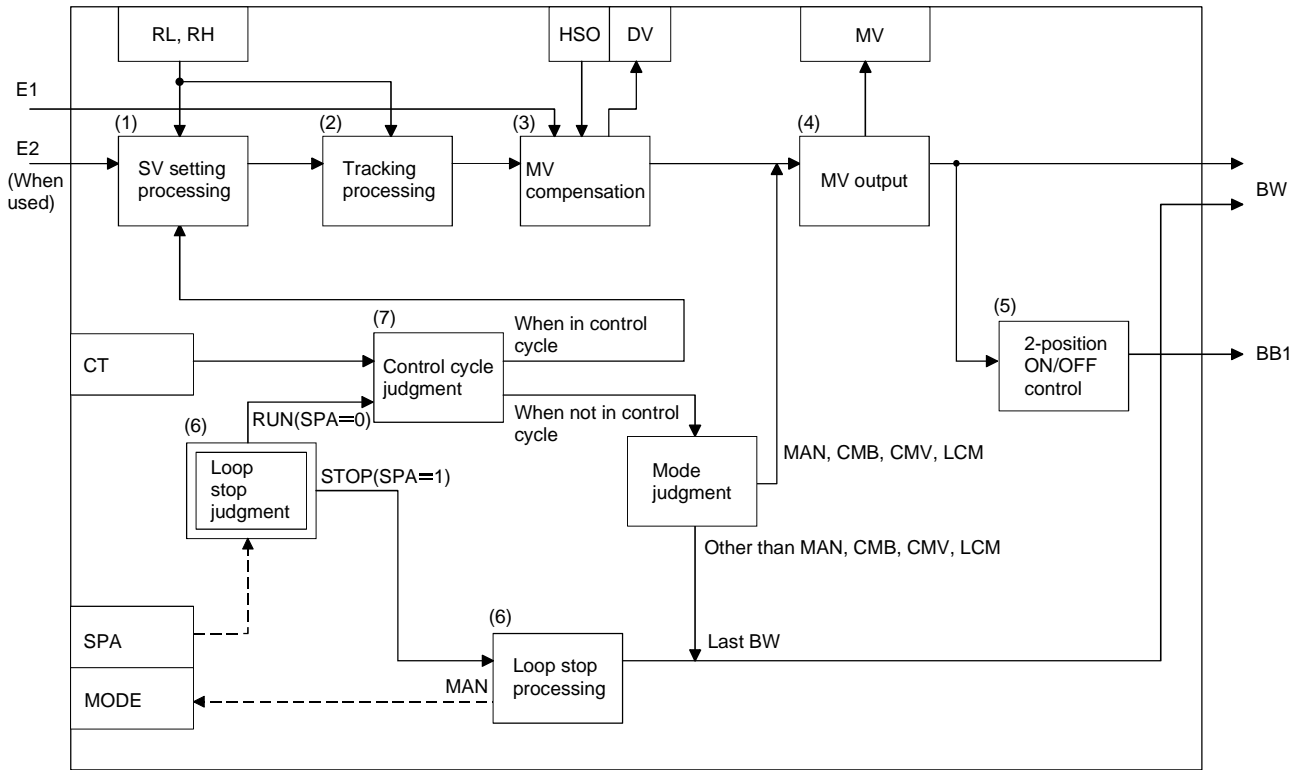 RL, RH
HSO
DV
MV
E1
(1)
(2)
(3)
(4)
E2
(When
used)
SV setting
processing
Tracking
processing
MV
compensation
MV output
BW
(7)
When in control
cycle
(5)
CT
Control cycle
judgment
2-position
ON/OFF
control
BB1
RUN(SPA=0)
When not in control
cycle
(6)
Loop
stop
judgment
STOP(SPA=1)
Mode
judgment
MAN, CMB, CMV, LCM
Other than MAN, CMB, CMV, LCM
(6)
SPA
Last BW
Loop stop
processing
MAN
MODE